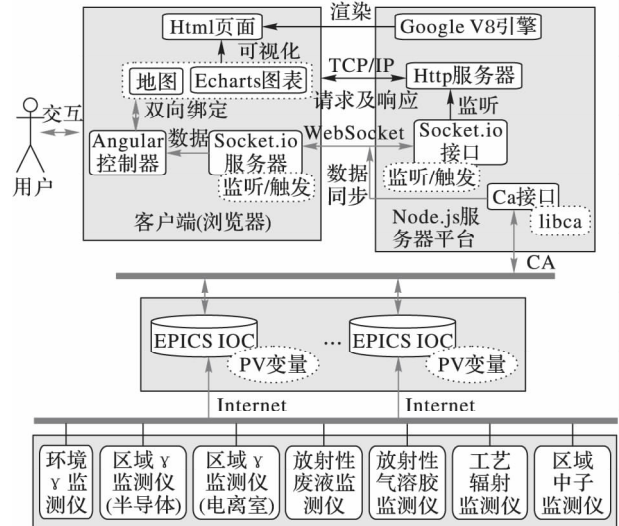 Html页面
渲染
Google V8引擎
可视化
地图
Echarts图表
TCP/IP
请求及响应
Http服务器
交互
双向绑定
监听
用户
Angular
控制器
数据
Socket.io
服务器
监听/触发
WebSocket
数据
同步
Socket.io
接口
监听/触发
Ca接口
libca
客户端(浏览器)
Node.js服
务器平台
CA
EPICS IOC
PV变量
...
EPICS IOC
PV变量
Internet
Internet
环境
γ 监
测仪
区域 γ
监测仪
(半导体)
区域 γ
监测仪
(电离室)
放射性
废液监
测仪
放射性
气溶胶
监测仪
工艺
辐射
监测仪
区域
中子
监测仪